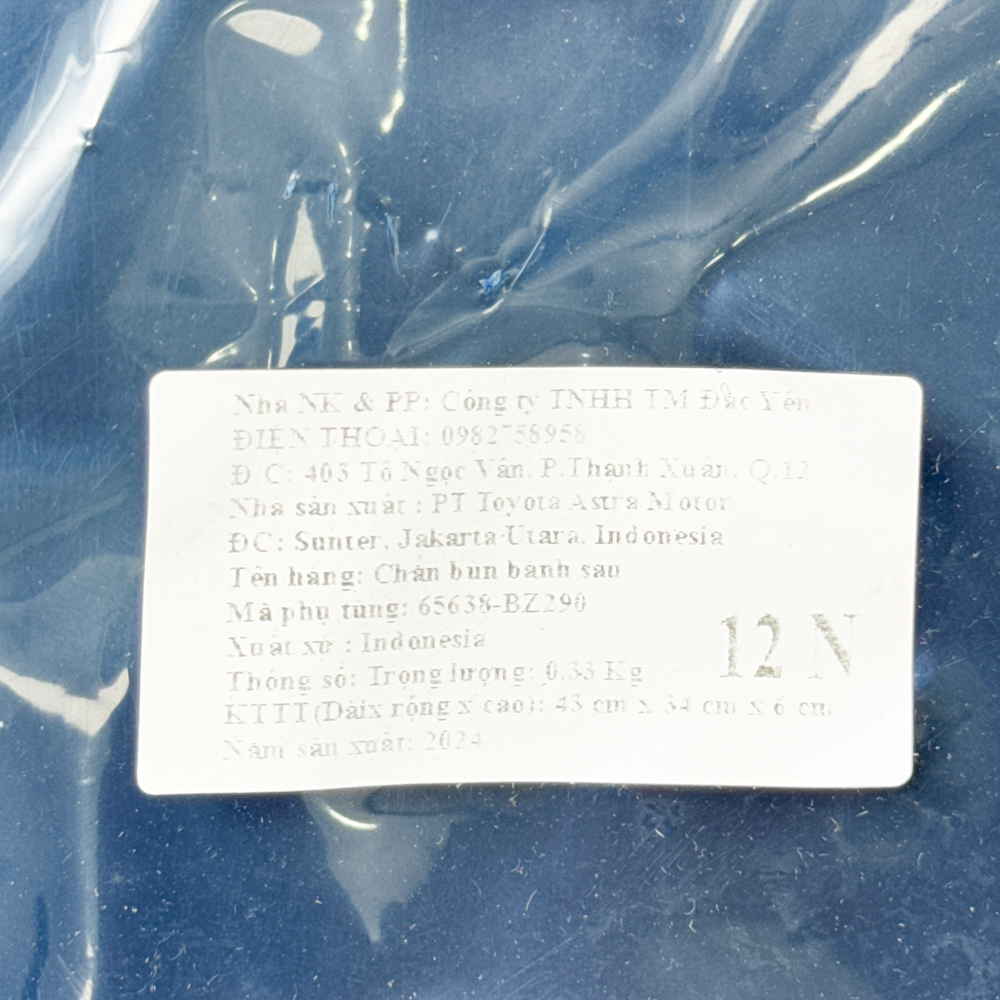 Nhà NK & PP: Công ty TNHH TM Đắc Yên
ĐIỆN THOẠI: 0982758958
Đ/C: 403 Tô Ngọc Vân, P.Thạnh Xuân, Q.12
Nhà sản xuất : PT Toyota Astra Motor
ĐC: Sunter, Jakarta Utara, Indonesia
Tên hàng: Chắn bùn bánh sau
Mã phụ tùng: 65638-BZ290
Xuất xứ : Indonesia
12 N
Thông số: Trọng lượng: 0.33 Kg
KTTT(Dàix rộng x cao): 43 cm x 34 cm x 6 cm
Năm sản xuất: 2024